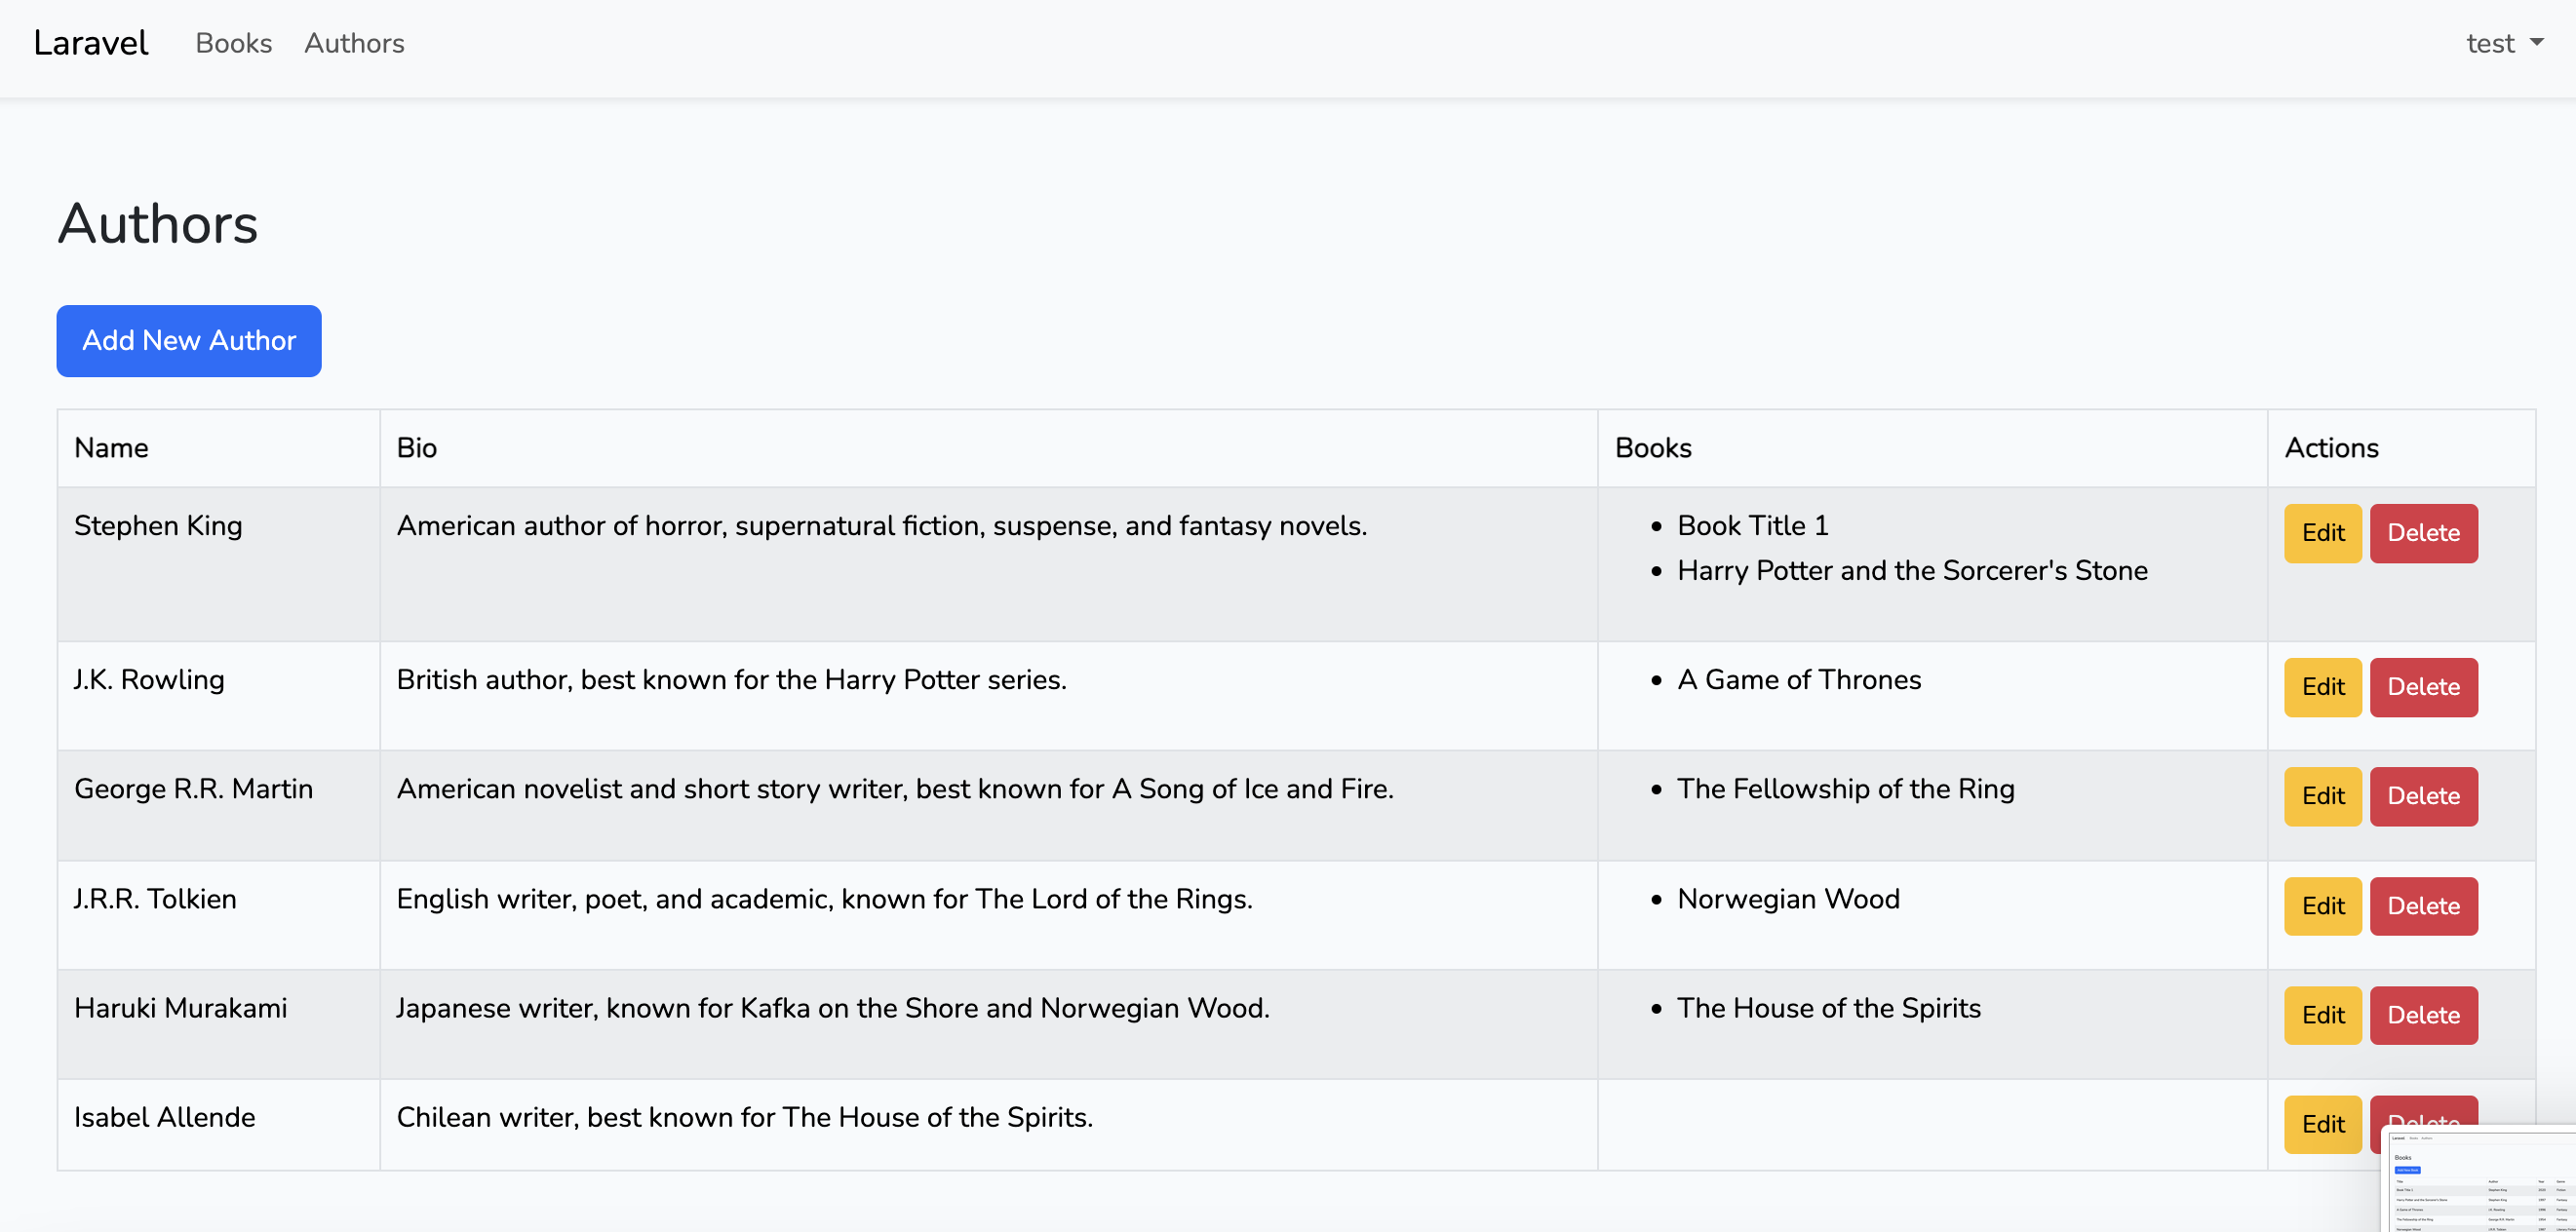 Laravel Books Authors test
Authors
Add New Author
Name Bio Books Actions
Stephen King American author of horror, supernatural fiction, suspense, and fantasy novels. • Book Title 1 Edit Delete
• Harry Potter and the Sorcerer's Stone
J.K. Rowling British author, best known for the Harry Potter series. • A Game of Thrones Edit Delete
George R.R. Martin American novelist and short story writer, best known for A Song of Ice and Fire. • The Fellowship of the Ring Edit Delete
J.R.R. Tolkien English writer, poet, and academic, known for The Lord of the Rings. • Norwegian Wood Edit Delete
Haruki Murakami Japanese writer, known for Kafka on the Shore and Norwegian Wood. • The House of the Spirits Edit Delete
Isabel Allende Chilean writer, best known for The House of the Spirits. Edit Delete
Books